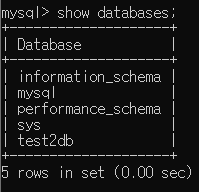 mysql> show databases;
+--------------------+
| Database           |
+--------------------+
| information_schema |
| mysql              |
| performance_schema |
| sys                |
| test2db            |
+--------------------+
5 rows in set (0.00 sec)